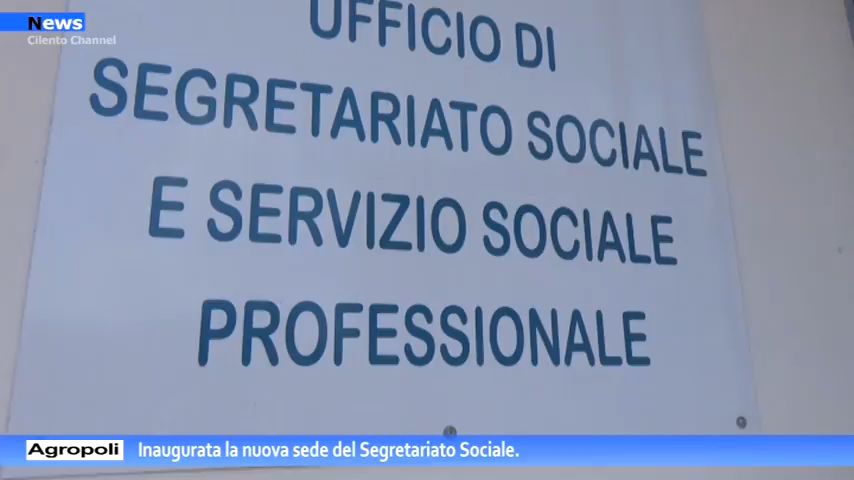 News
Cilento Channel
UFFICIO DI
SEGRETARIATO SOCIALE
E SERVIZIO SOCIALE
PROFESSIONALE
Agropoli Inaugurata la nuova sede del Segretariato Sociale.